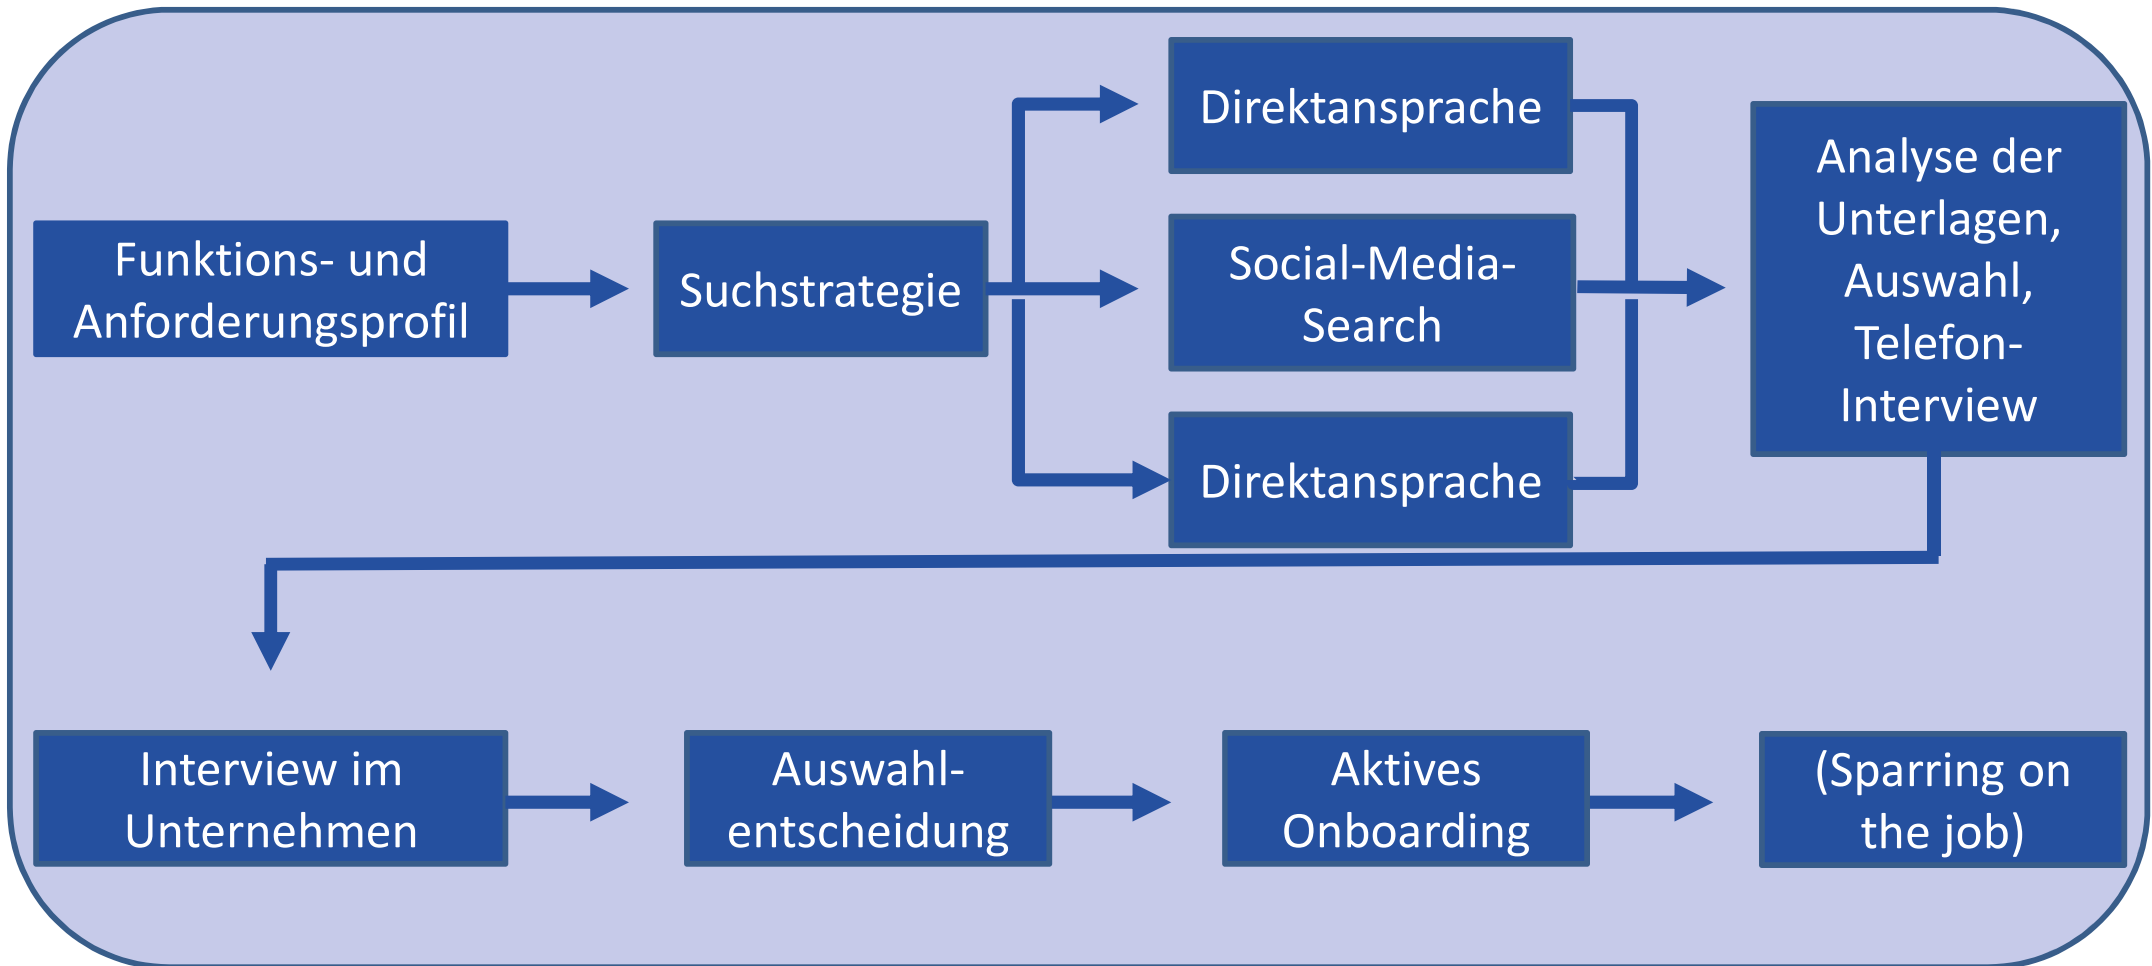 Funktions- und
Anforderungsprofil
Suchstrategie
Direktansprache
Social-Media-
Search
Direktansprache
Analyse der
Unterlagen,
Auswahl,
Telefon-
Interview
Interview im
Unternehmen
Auswahl-
entscheidung
Aktives
Onboarding
(Sparring on
the job)